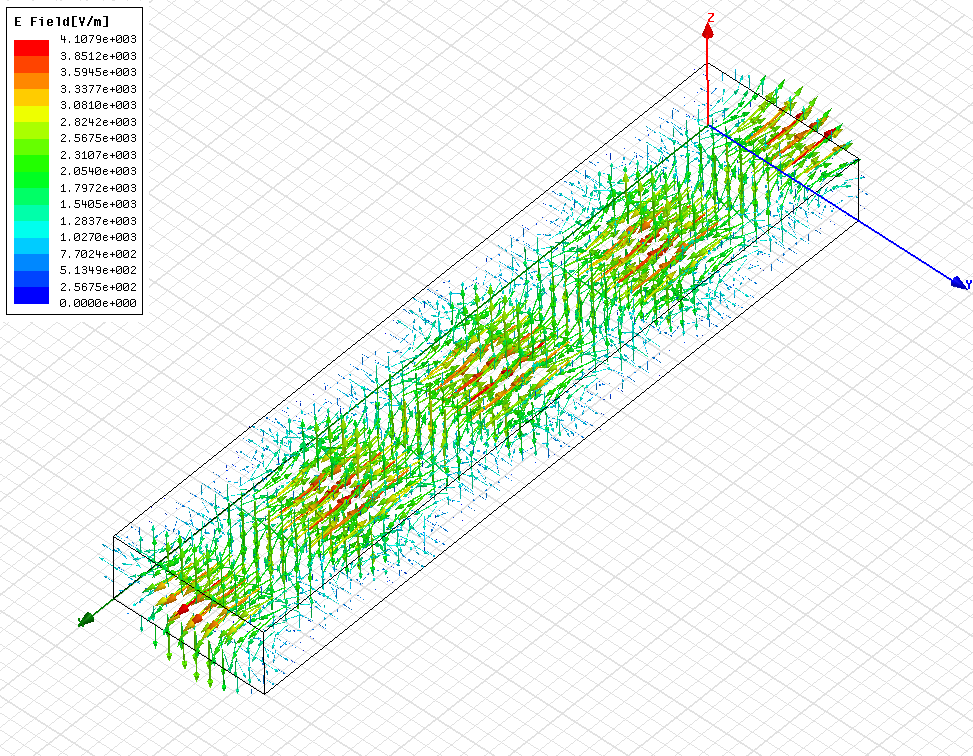 E Field[V/m]
4.1079e+003
3.8512e+003
3.5945e+003
3.3377e+003
3.0810e+003
2.8242e+003
2.5675e+003
2.3107e+003
2.0540e+003
1.7972e+003
1.5405e+003
1.2837e+003
1.0270e+003
7.7024e+002
5.1349e+002
2.5675e+002
0.0000e+000
Z
Y